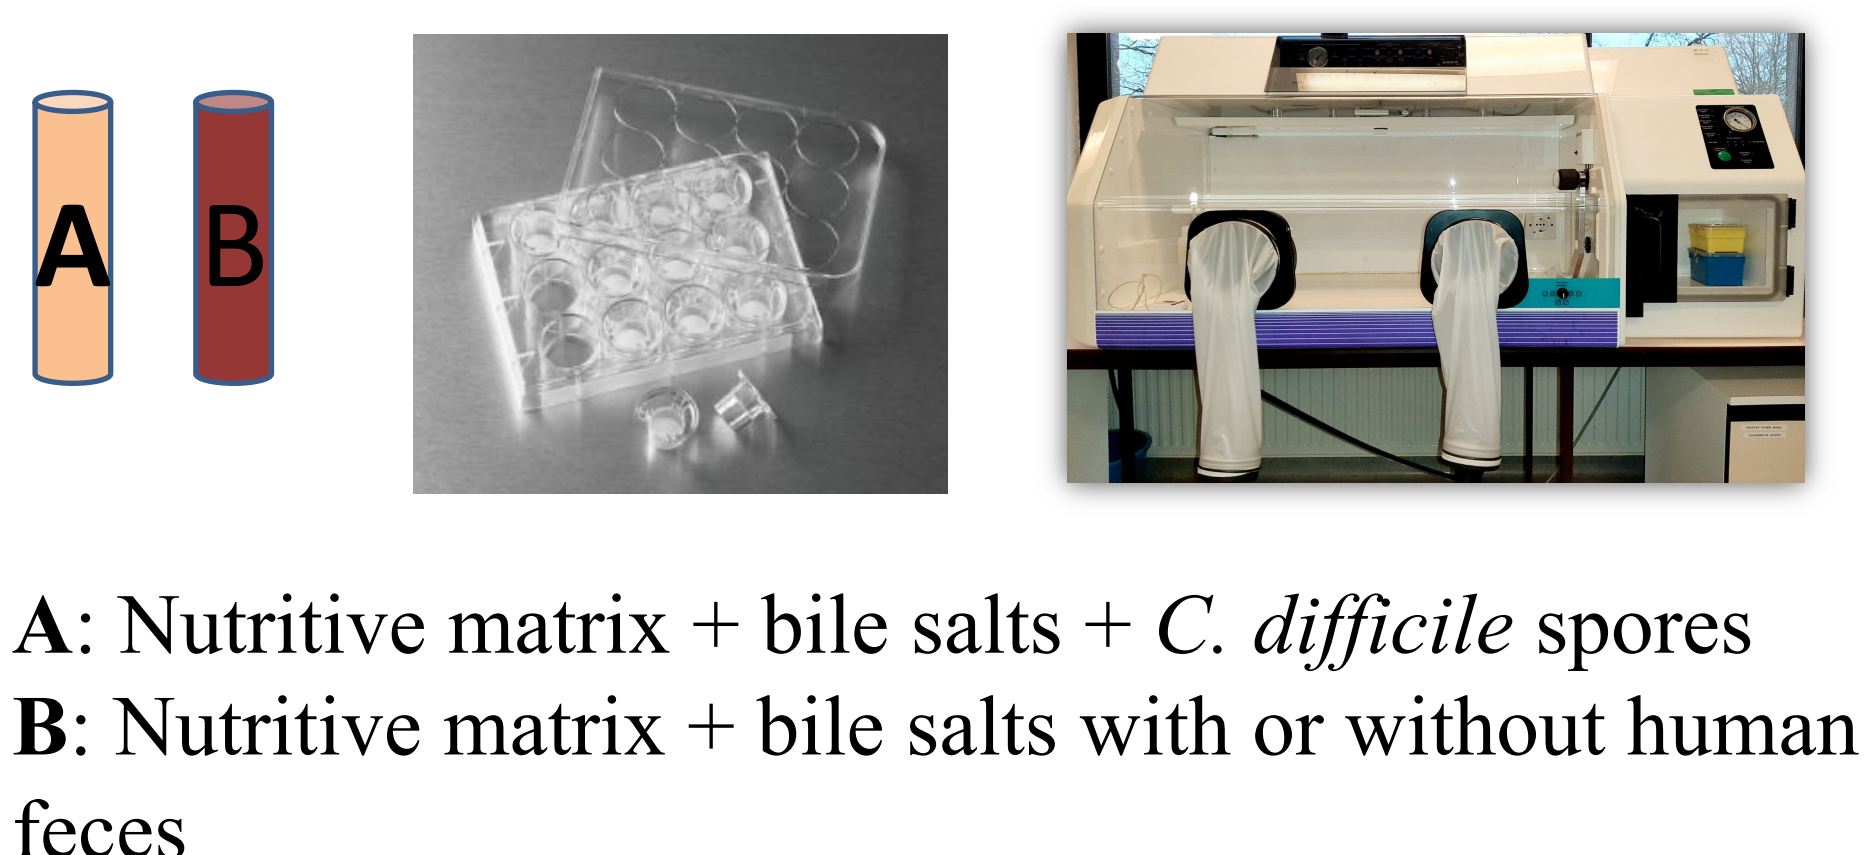 A B
A: Nutritive matrix + bile salts + C. difficile spores
B: Nutritive matrix + bile salts with or without human
feces